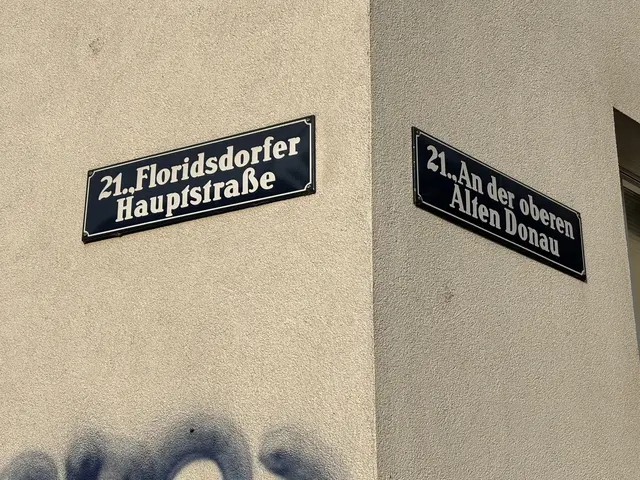 21.,Floridsdorfer
Hauptstraße
21.,An der oberen
Alten Donau